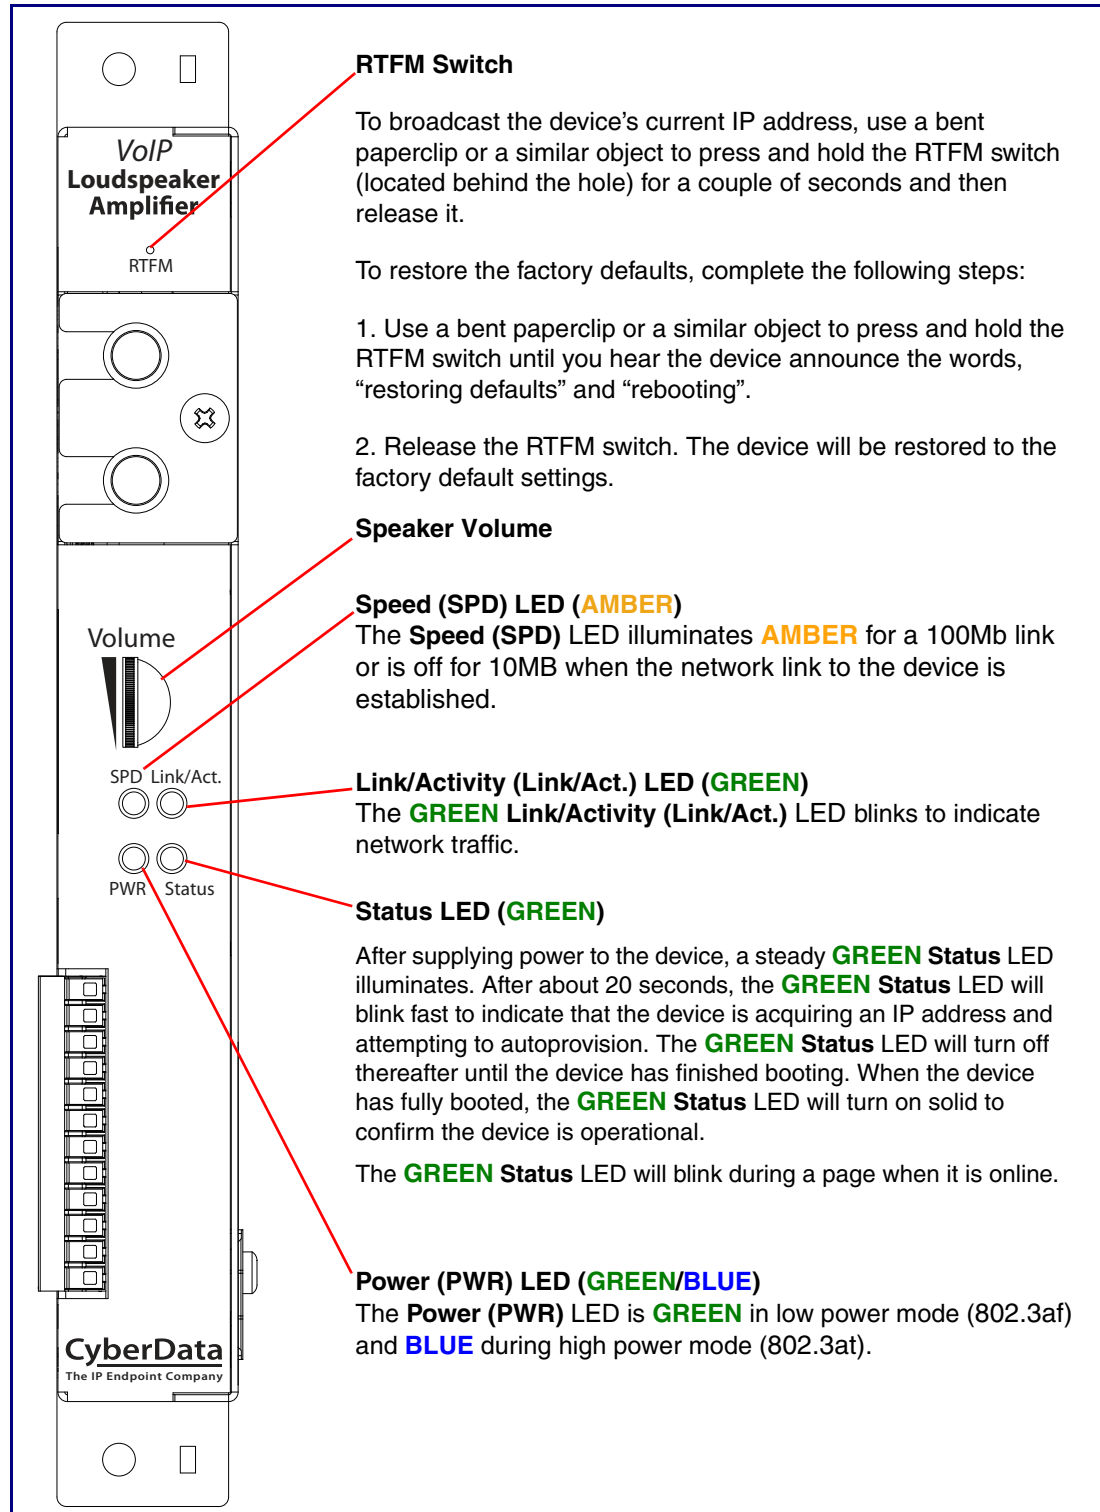 RTFM Switch
To broadcast the device’s current IP address, use a bent
paperclip or a similar object to press and hold the RTFM switch
(located behind the hole) for a couple of seconds and then
release it.
To restore the factory defaults, complete the following steps:
1. Use a bent paperclip or a similar object to press and hold the
RTFM switch until you hear the device announce the words,
“restoring defaults” and “rebooting”.
2. Release the RTFM switch. The device will be restored to the
factory default settings.
Speaker Volume
Speed (SPD) LED (AMBER)
The Speed (SPD) LED illuminates AMBER for a 100Mb link
or is off for 10MB when the network link to the device is
established.
Link/Activity (Link/Act.) LED (GREEN)
The GREEN Link/Activity (Link/Act.) LED blinks to indicate
network traffic.
Status LED (GREEN)
After supplying power to the device, a steady GREEN Status LED
illuminates. After about 20 seconds, the GREEN Status LED will
blink fast to indicate that the device is acquiring an IP address and
attempting to autoprovision. The GREEN Status LED will turn off
thereafter until the device has finished booting. When the device
has fully booted, the GREEN Status LED will turn on solid to
confirm the device is operational.
The GREEN Status LED will blink during a page when it is online.
Power (PWR) LED (GREEN/BLUE)
The Power (PWR) LED is GREEN in low power mode (802.3af)
and BLUE during high power mode (802.3at).
VoIP
Loudspeaker
Amplifier
RTFM
Volume
SPD Link/Act.
PWR Status
CyberData
The IP Endpoint Company